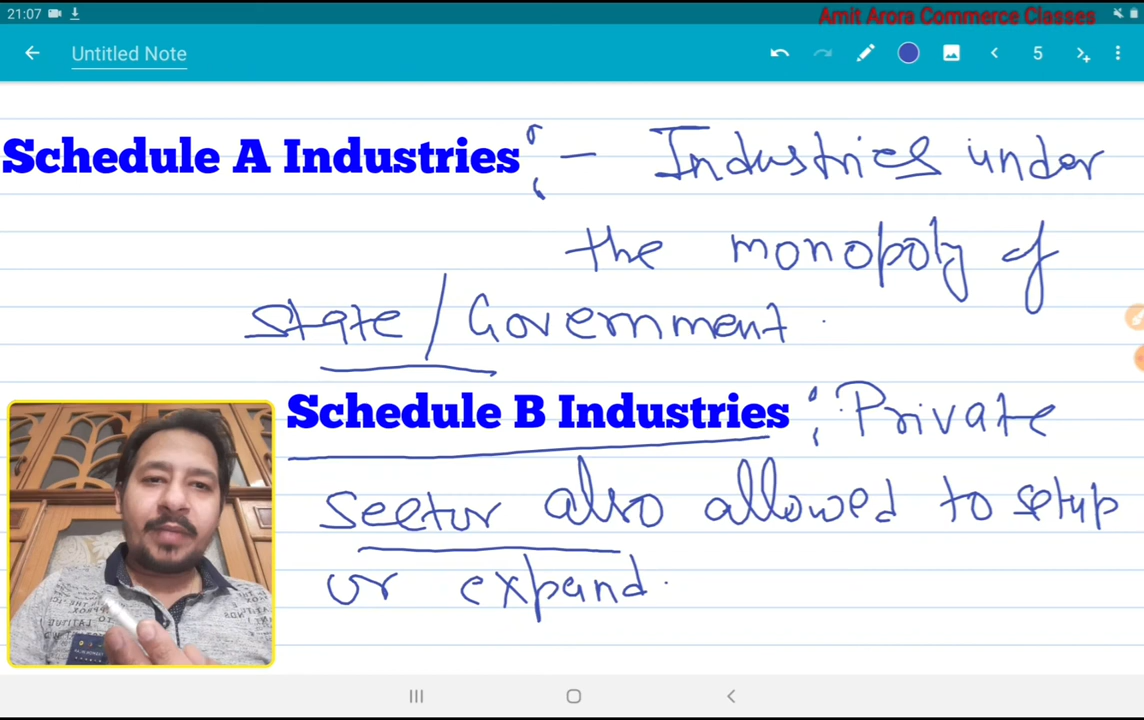 21:07
Amit Arora Commerce Classes
Untitled Note
5
Schedule A Industries : - Industries under
the monopoly of
State / Government .
Schedule B Industries : Private
sector also allowed to setup
or expand.